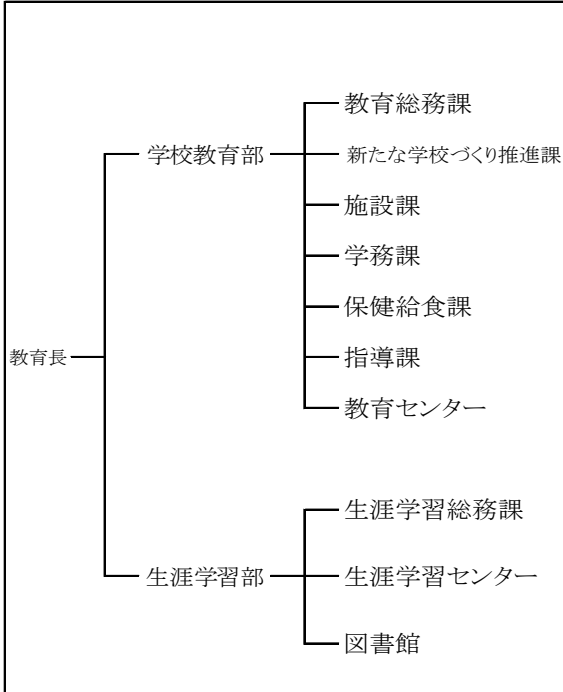 教育総務課
学校教育部
新たな学校づくり推進課
施設課
学務課
保健給食課
教育長
指導課
教育センター
生涯学習総務課
生涯学習部
生涯学習センター
図書館